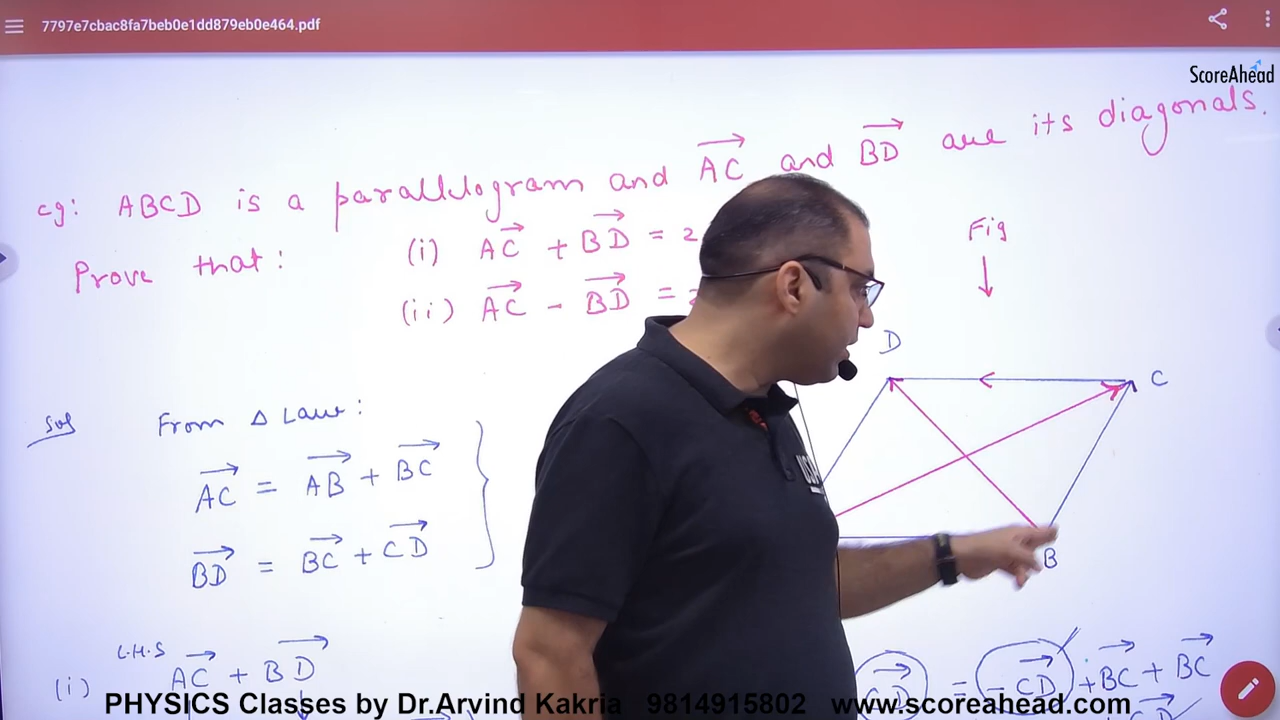 7797e7cbac8fa7beb0e1dd879eb0e464.pdf
ScoreAhead
eg: ABCD is a parallelogram and AC and BD are its diagonals.
Prove that: (i) AC + BD = 2
(ii) AC - BD = 2
Fig
D
C
B
Sol From Δ Law:
AC = AB + BC
BD = BC + CD
L.H.S
(i) AC + BD
CD = - CD + BC + BC
PHYSICS Classes by Dr.Arvind Kakria 9814915802 www.scoreahead.com